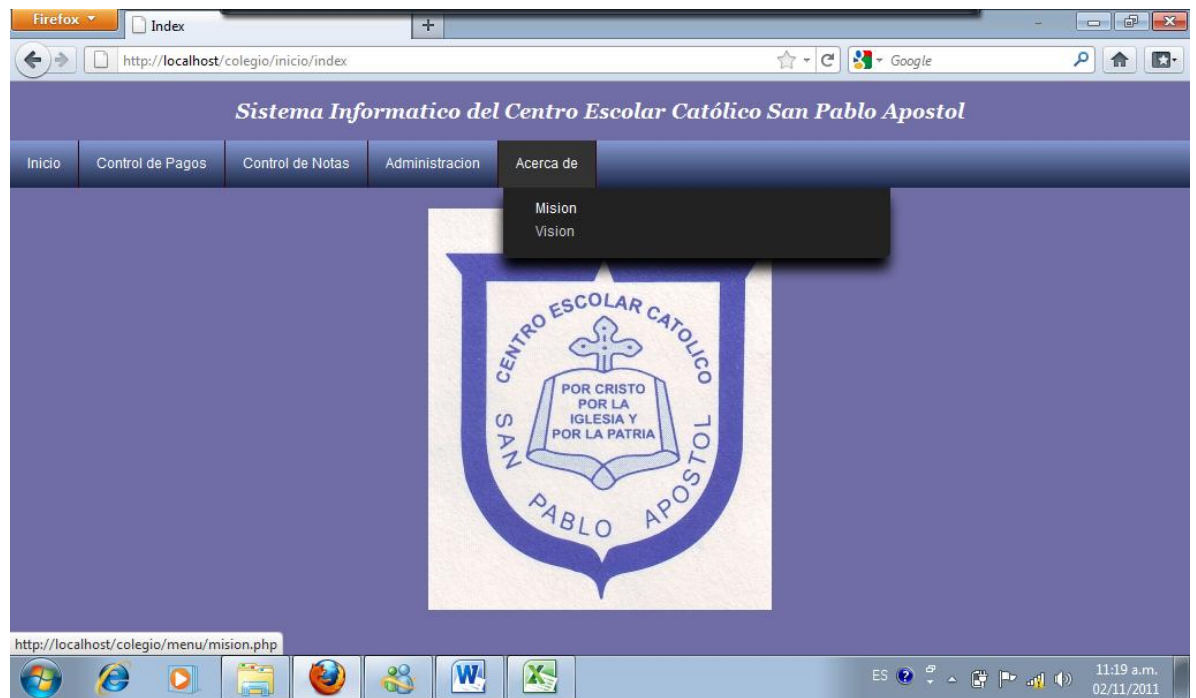 Firefox
Index
http://localhost/colegio/inicio/index
Google
Sistema Informatico del Centro Escolar Católico San Pablo Apostol
Inicio Control de Pagos Control de Notas Administracion Acerca de
Mision
Vision
CENTRO ESCOLAR CATOLICO
POR CRISTO
POR LA
IGLESIA Y
POR LA PATRIA
SAN PABLO APOSTOL
http://localhost/colegio/menu/mision.php
ES
11:19 a.m.
02/11/2011